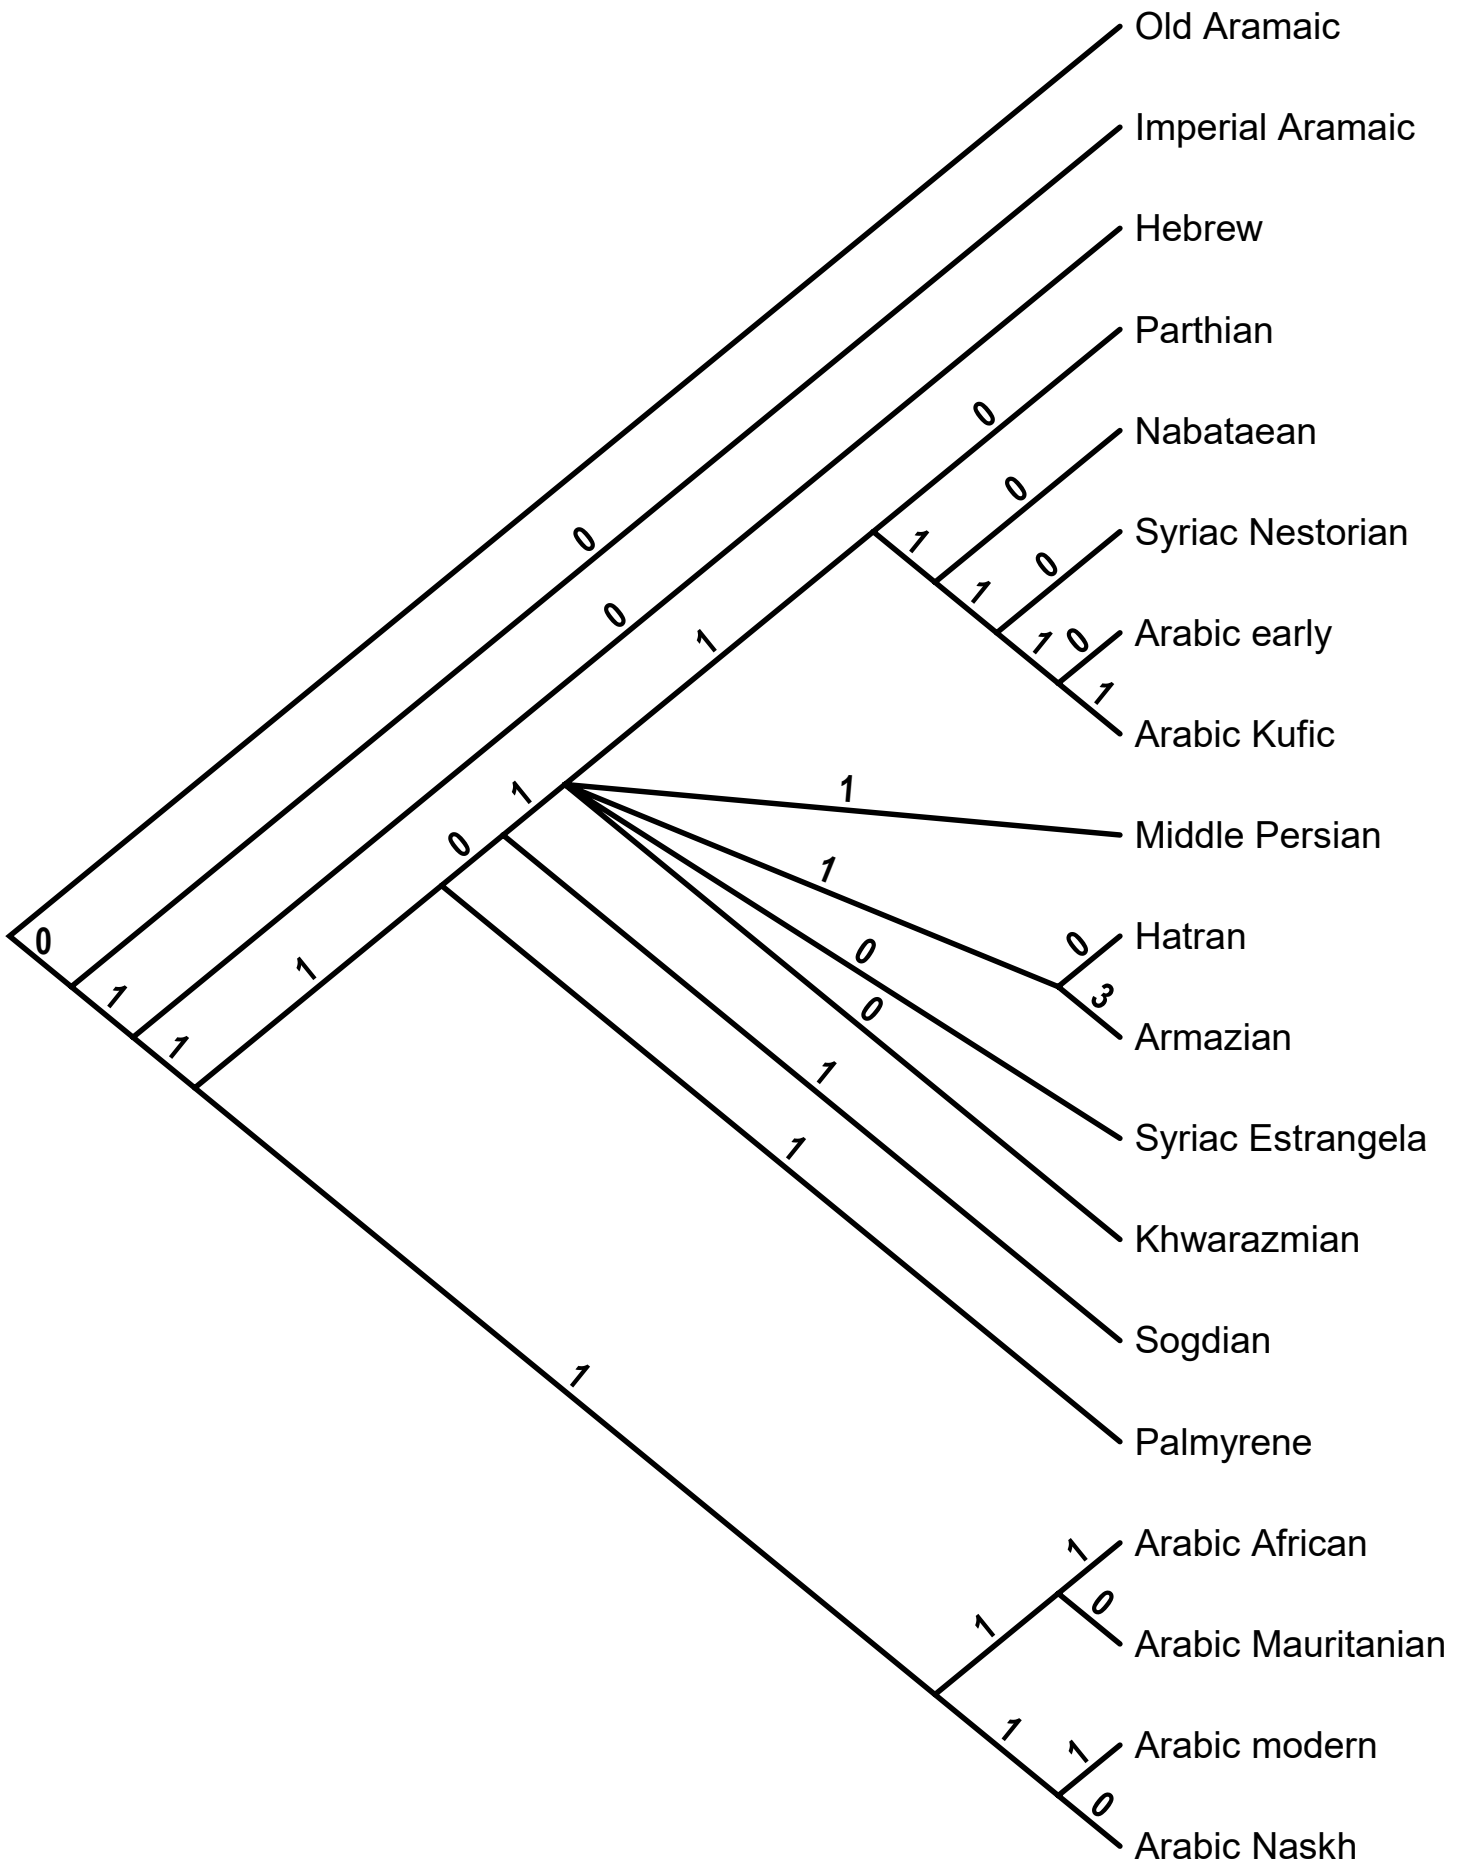 Old Aramaic
Imperial Aramaic
Hebrew
Parthian
0
Nabataean
0
Syriac Nestorian
0
1
0
Arabic early
1
0
0
1
1
1
Arabic Kufic
1
1
Middle Persian
0
1
Hatran
0
0
0
3
1
1
Armazian
0
1
1
Syriac Estrangela
1
Khwarazmian
Sogdian
1
Palmyrene
Arabic African
1
0
1
Arabic Mauritanian
1
1
Arabic modern
0
Arabic Naskh